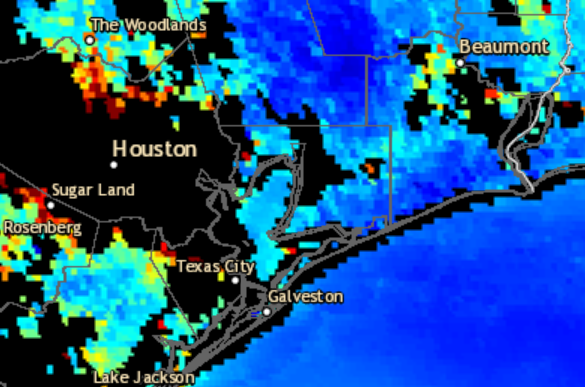 The Woodlands
Beaumont
Houston
Sugar Land
Rosenberg
Texas City
Galveston
Lake Jackson